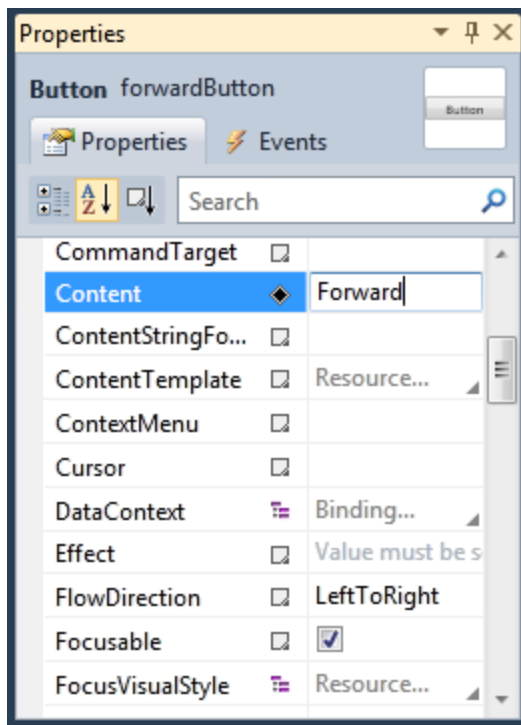 Properties
Button forwardButton
Button
Properties Events
A
Z
Search
CommandTarget
Content Forward
ContentStringFo...
ContentTemplate Resource...
ContextMenu
Cursor
DataContext Binding...
Effect Value must be s
FlowDirection LeftToRight
Focusable
FocusVisualStyle Resource...